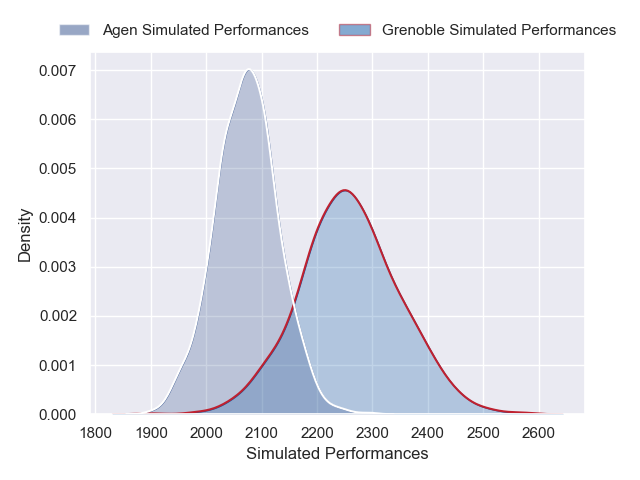 Agen Simulated Performances
Grenoble Simulated Performances
0.007
0.006
0.005
0.004
0.003
0.002
0.001
0.000
Density
1800 1900 2000 2100 2200 2300 2400 2500 2600
Simulated Performances